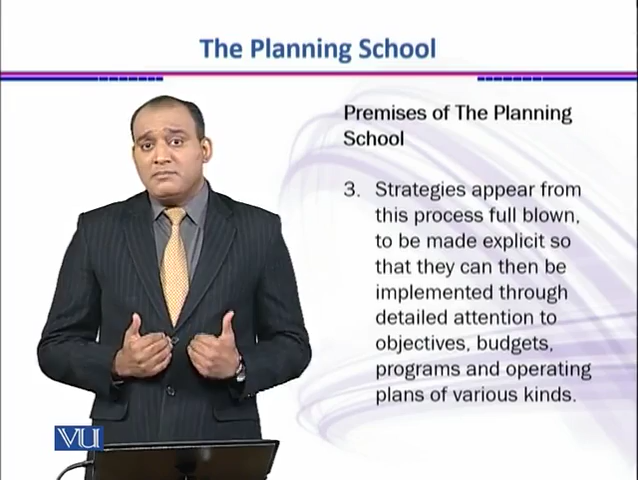 The Planning School
Premises of The Planning
School
3. Strategies appear from
this process full blown,
to be made explicit so
that they can then be
implemented through
detailed attention to
objectives, budgets,
programs and operating
plans of various kinds.
VU